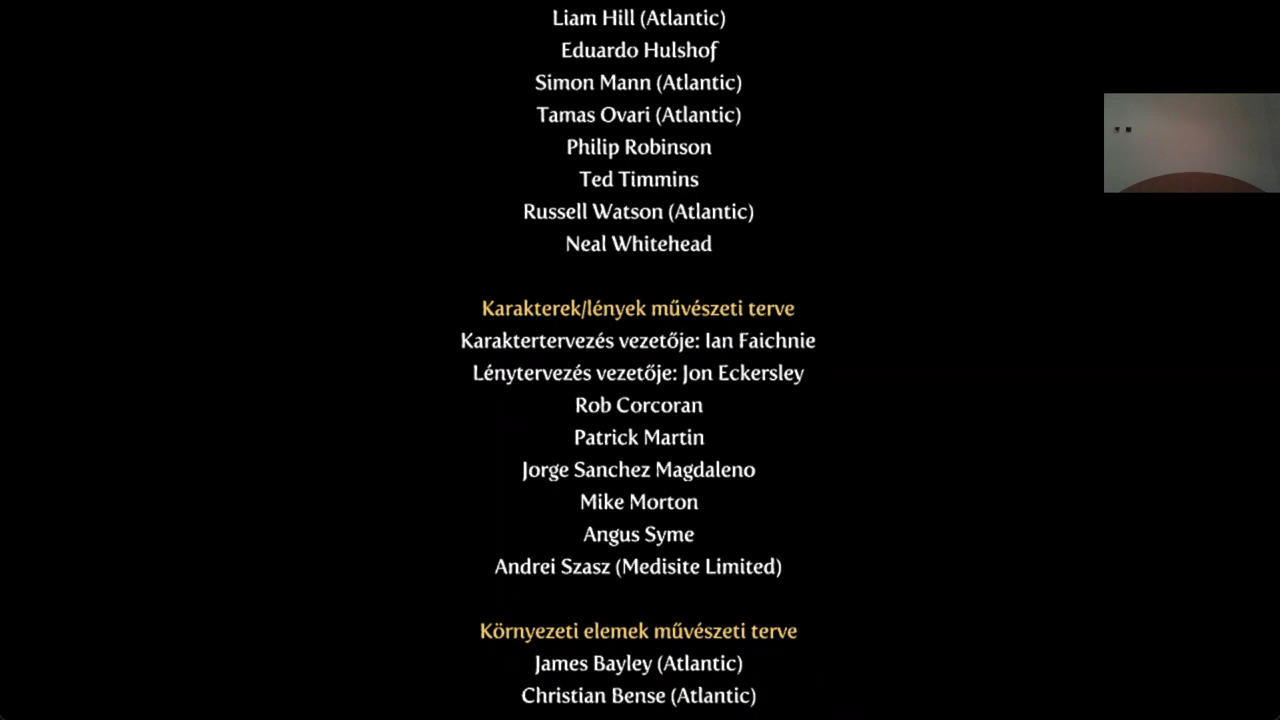 Liam Hill (Atlantic)
Eduardo Hulshof
Simon Mann (Atlantic)
Tamas Ovari (Atlantic)
Philip Robinson
Ted Timmins
Russell Watson (Atlantic)
Neal Whitehead
Karakterek/lények művészeti terve
Karaktertervezés vezetője: Ian Faichnie
Lénytervezés vezetője: Jon Eckersley
Rob Corcoran
Patrick Martin
Jorge Sanchez Magdaleno
Mike Morton
Angus Syme
Andrei Szasz (Medisite Limited)
Környezeti elemek művészeti terve
James Bayley (Atlantic)
Christian Bense (Atlantic)